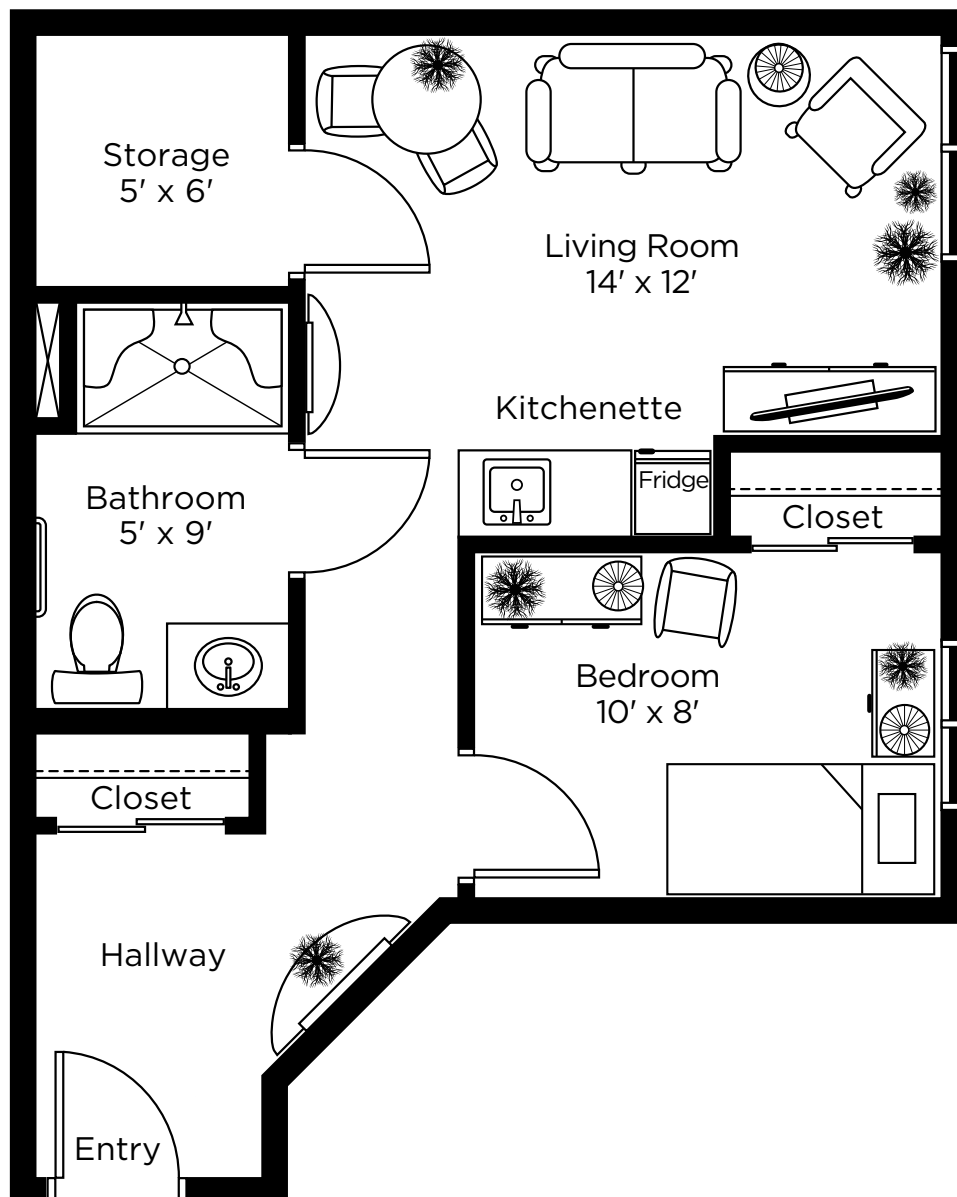 Storage
5' x 6'
Living Room
14' x 12'
Kitchenette
Fridge
Closet
Bathroom
5' x 9'
Bedroom
10' x 8'
Closet
Hallway
Entry